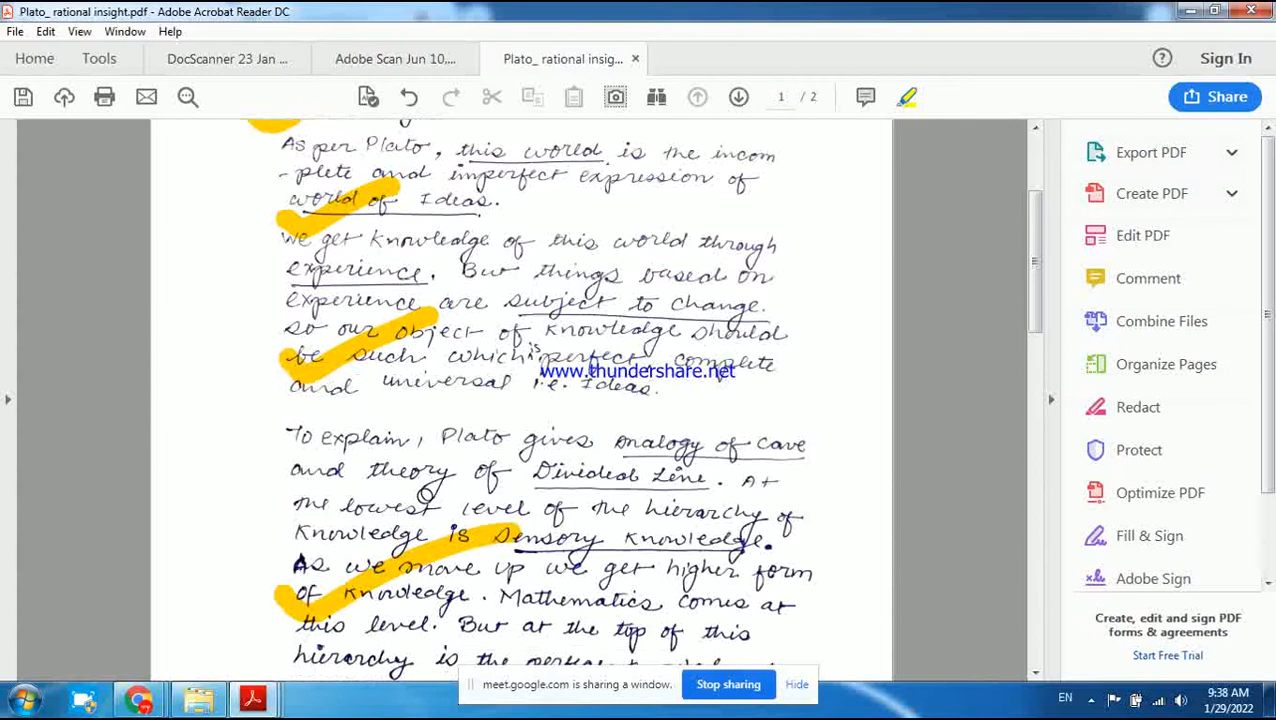 Plato_ rational insight.pdf - Adobe Acrobat Reader DC
File Edit View Window Help
Home Tools DocScanner 23 Jan ... Adobe Scan Jun 10,... Plato_ rational insig... × Sign In
1 / 2 Share
As per Plato, this world is the incom
-plete and imperfect expression of
world of Ideas.
We get knowledge of this world through
experience. But things based on
experience are subject to change.
so our object of knowledge should
be such which is perfect, complete
www.thundershare.net
and universal i.e. Ideas.
To explain, Plato gives Analogy of Cave
and theory of Divided Line. At
the lowest level of the hierarchy of
knowledge is sensory knowledge.
As we move up we get higher form
of knowledge. Mathematics comes at
this level. But at the top of this
hierarchy is the
Export PDF
Create PDF
Edit PDF
Comment
Combine Files
Organize Pages
Redact
Protect
Optimize PDF
Fill & Sign
Adobe Sign
Create, edit and sign PDF
forms & agreements
Start Free Trial
meet.google.com is sharing a window. Stop sharing Hide
EN
9:38 AM
1/29/2022